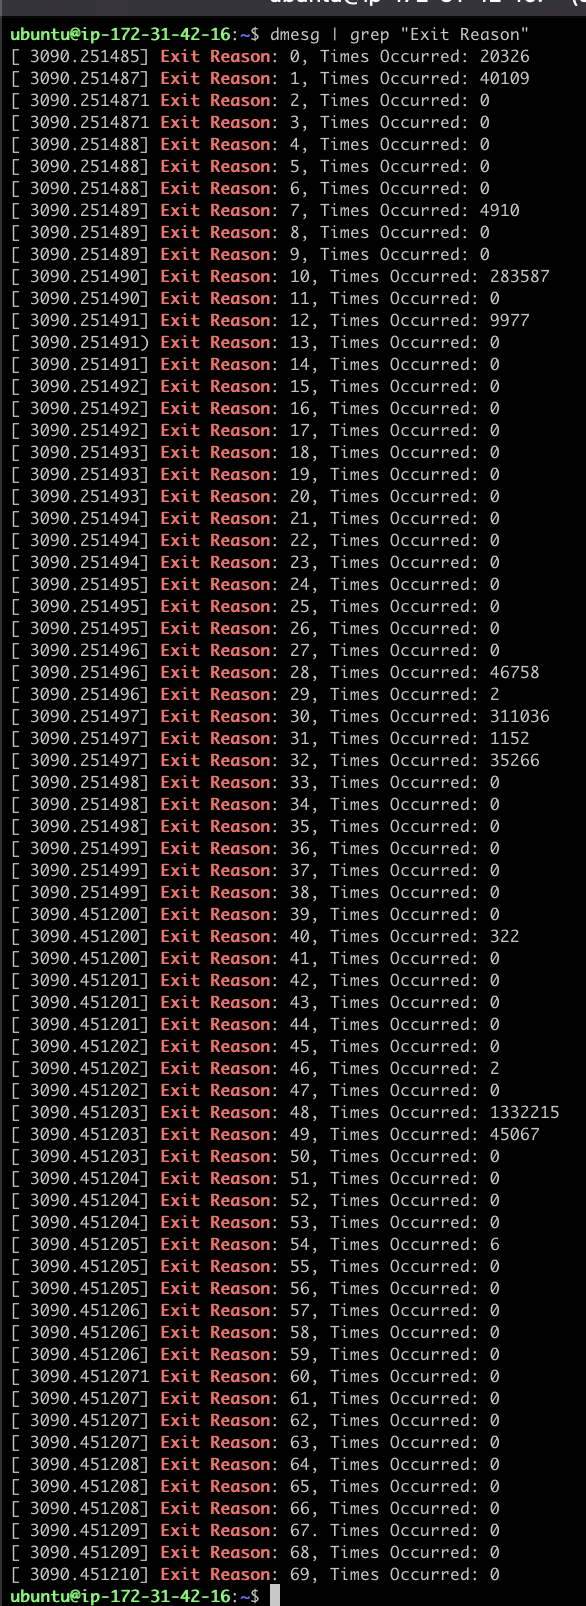 ubuntu@ip-172-31-42-16:~$ dmesg | grep "Exit Reason"
[ 3090.251485] Exit Reason: 0, Times Occurred: 20326
[ 3090.251487] Exit Reason: 1, Times Occurred: 40109
[ 3090.2514871 Exit Reason: 2, Times Occurred: 0
[ 3090.2514871 Exit Reason: 3, Times Occurred: 0
[ 3090.251488] Exit Reason: 4, Times Occurred: 0
[ 3090.251488] Exit Reason: 5, Times Occurred: 0
[ 3090.251488] Exit Reason: 6, Times Occurred: 0
[ 3090.251489] Exit Reason: 7, Times Occurred: 4910
[ 3090.251489] Exit Reason: 8, Times Occurred: 0
[ 3090.251489] Exit Reason: 9, Times Occurred: 0
[ 3090.251490] Exit Reason: 10, Times Occurred: 283587
[ 3090.251490] Exit Reason: 11, Times Occurred: 0
[ 3090.251491] Exit Reason: 12, Times Occurred: 9977
[ 3090.251491) Exit Reason: 13, Times Occurred: 0
[ 3090.251491] Exit Reason: 14, Times Occurred: 0
[ 3090.251492] Exit Reason: 15, Times Occurred: 0
[ 3090.251492] Exit Reason: 16, Times Occurred: 0
[ 3090.251492] Exit Reason: 17, Times Occurred: 0
[ 3090.251493] Exit Reason: 18, Times Occurred: 0
[ 3090.251493] Exit Reason: 19, Times Occurred: 0
[ 3090.251493] Exit Reason: 20, Times Occurred: 0
[ 3090.251494] Exit Reason: 21, Times Occurred: 0
[ 3090.251494] Exit Reason: 22, Times Occurred: 0
[ 3090.251494] Exit Reason: 23, Times Occurred: 0
[ 3090.251495] Exit Reason: 24, Times Occurred: 0
[ 3090.251495] Exit Reason: 25, Times Occurred: 0
[ 3090.251495] Exit Reason: 26, Times Occurred: 0
[ 3090.251496] Exit Reason: 27, Times Occurred: 0
[ 3090.251496] Exit Reason: 28, Times Occurred: 46758
[ 3090.251496] Exit Reason: 29, Times Occurred: 2
[ 3090.251497] Exit Reason: 30, Times Occurred: 311036
[ 3090.251497] Exit Reason: 31, Times Occurred: 1152
[ 3090.251497] Exit Reason: 32, Times Occurred: 35266
[ 3090.251498] Exit Reason: 33, Times Occurred: 0
[ 3090.251498] Exit Reason: 34, Times Occurred: 0
[ 3090.251498] Exit Reason: 35, Times Occurred: 0
[ 3090.251499] Exit Reason: 36, Times Occurred: 0
[ 3090.251499] Exit Reason: 37, Times Occurred: 0
[ 3090.251499] Exit Reason: 38, Times Occurred: 0
[ 3090.451200] Exit Reason: 39, Times Occurred: 0
[ 3090.451200] Exit Reason: 40, Times Occurred: 322
[ 3090.451200] Exit Reason: 41, Times Occurred: 0
[ 3090.451201] Exit Reason: 42, Times Occurred: 0
[ 3090.451201] Exit Reason: 43, Times Occurred: 0
[ 3090.451201] Exit Reason: 44, Times Occurred: 0
[ 3090.451202] Exit Reason: 45, Times Occurred: 0
[ 3090.451202] Exit Reason: 46, Times Occurred: 2
[ 3090.451202] Exit Reason: 47, Times Occurred: 0
[ 3090.451203] Exit Reason: 48, Times Occurred: 1332215
[ 3090.451203] Exit Reason: 49, Times Occurred: 45067
[ 3090.451203] Exit Reason: 50, Times Occurred: 0
[ 3090.451204] Exit Reason: 51, Times Occurred: 0
[ 3090.451204] Exit Reason: 52, Times Occurred: 0
[ 3090.451204] Exit Reason: 53, Times Occurred: 0
[ 3090.451205] Exit Reason: 54, Times Occurred: 6
[ 3090.451205] Exit Reason: 55, Times Occurred: 0
[ 3090.451205] Exit Reason: 56, Times Occurred: 0
[ 3090.451206] Exit Reason: 57, Times Occurred: 0
[ 3090.451206] Exit Reason: 58, Times Occurred: 0
[ 3090.451206] Exit Reason: 59, Times Occurred: 0
[ 3090.4512071 Exit Reason: 60, Times Occurred: 0
[ 3090.451207] Exit Reason: 61, Times Occurred: 0
[ 3090.451207] Exit Reason: 62, Times Occurred: 0
[ 3090.451207] Exit Reason: 63, Times Occurred: 0
[ 3090.451208] Exit Reason: 64, Times Occurred: 0
[ 3090.451208] Exit Reason: 65, Times Occurred: 0
[ 3090.451208] Exit Reason: 66, Times Occurred: 0
[ 3090.451209] Exit Reason: 67. Times Occurred: 0
[ 3090.451209] Exit Reason: 68, Times Occurred: 0
[ 3090.451210] Exit Reason: 69, Times Occurred: 0
ubuntu@ip-172-31-42-16:~$